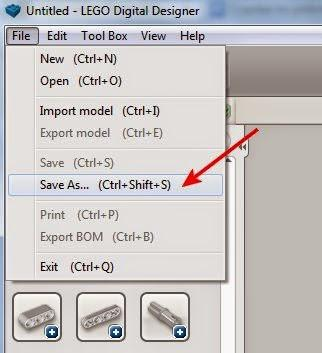 Untitled - LEGO Digital Designer
File Edit Tool Box View Help
New (Ctrl+N)
Open (Ctrl+O)
Import model (Ctrl+I)
Export model (Ctrl+E)
Save (Ctrl+S)
Save As... (Ctrl+Shift+S)
Print (Ctrl+P)
Export BOM (Ctrl+B)
Exit (Ctrl+Q)